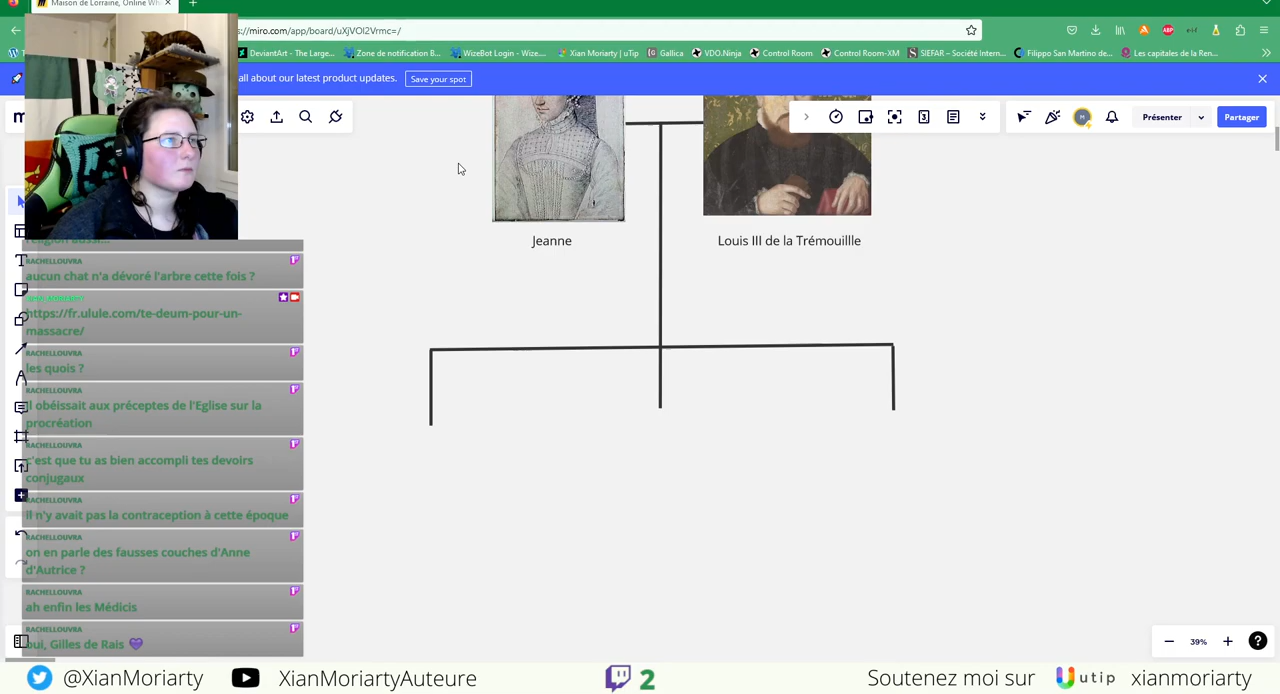 Maison de Lorraine, Online Wh
s://miro.com/app/board/uXjVOl2Vrmc=/
DeviantArt - The Large...
Zone de notification B...
WizeBot Login - Wize....
Xian Moriarty | uTip
Gallica
VDO.Ninja
Control Room
Control Room-XM
SIEFAR – Société Intern...
Filippo San Martino de...
Les capitales de la Ren...
all about our latest product updates.
Save your spot
Présenter
Partager
Jeanne
Louis III de la Trémouillle
religion aussi...
RACHELLOUVRA
aucun chat n'a dévoré l'arbre cette fois ?
https://fr.ulule.com/te-deum-pour-un-
massacre/
RACHELLOUVRA
les quois ?
RACHELLOUVRA
il obéissait aux préceptes de l'Eglise sur la
procréation
RACHELLOUVRA
c'est que tu as bien accompli tes devoirs
conjugaux
RACHELLOUVRA
il n'y avait pas la contraception à cette époque
RACHELLOUVRA
on en parle des fausses couches d'Anne
d'Autrice ?
RACHELLOUVRA
ah enfin les Médicis
RACHELLOUVRA
oui, Gilles de Rais
39%
@XianMoriarty
XianMoriartyAuteure
2
Soutenez moi sur
utip
xianmoriarty